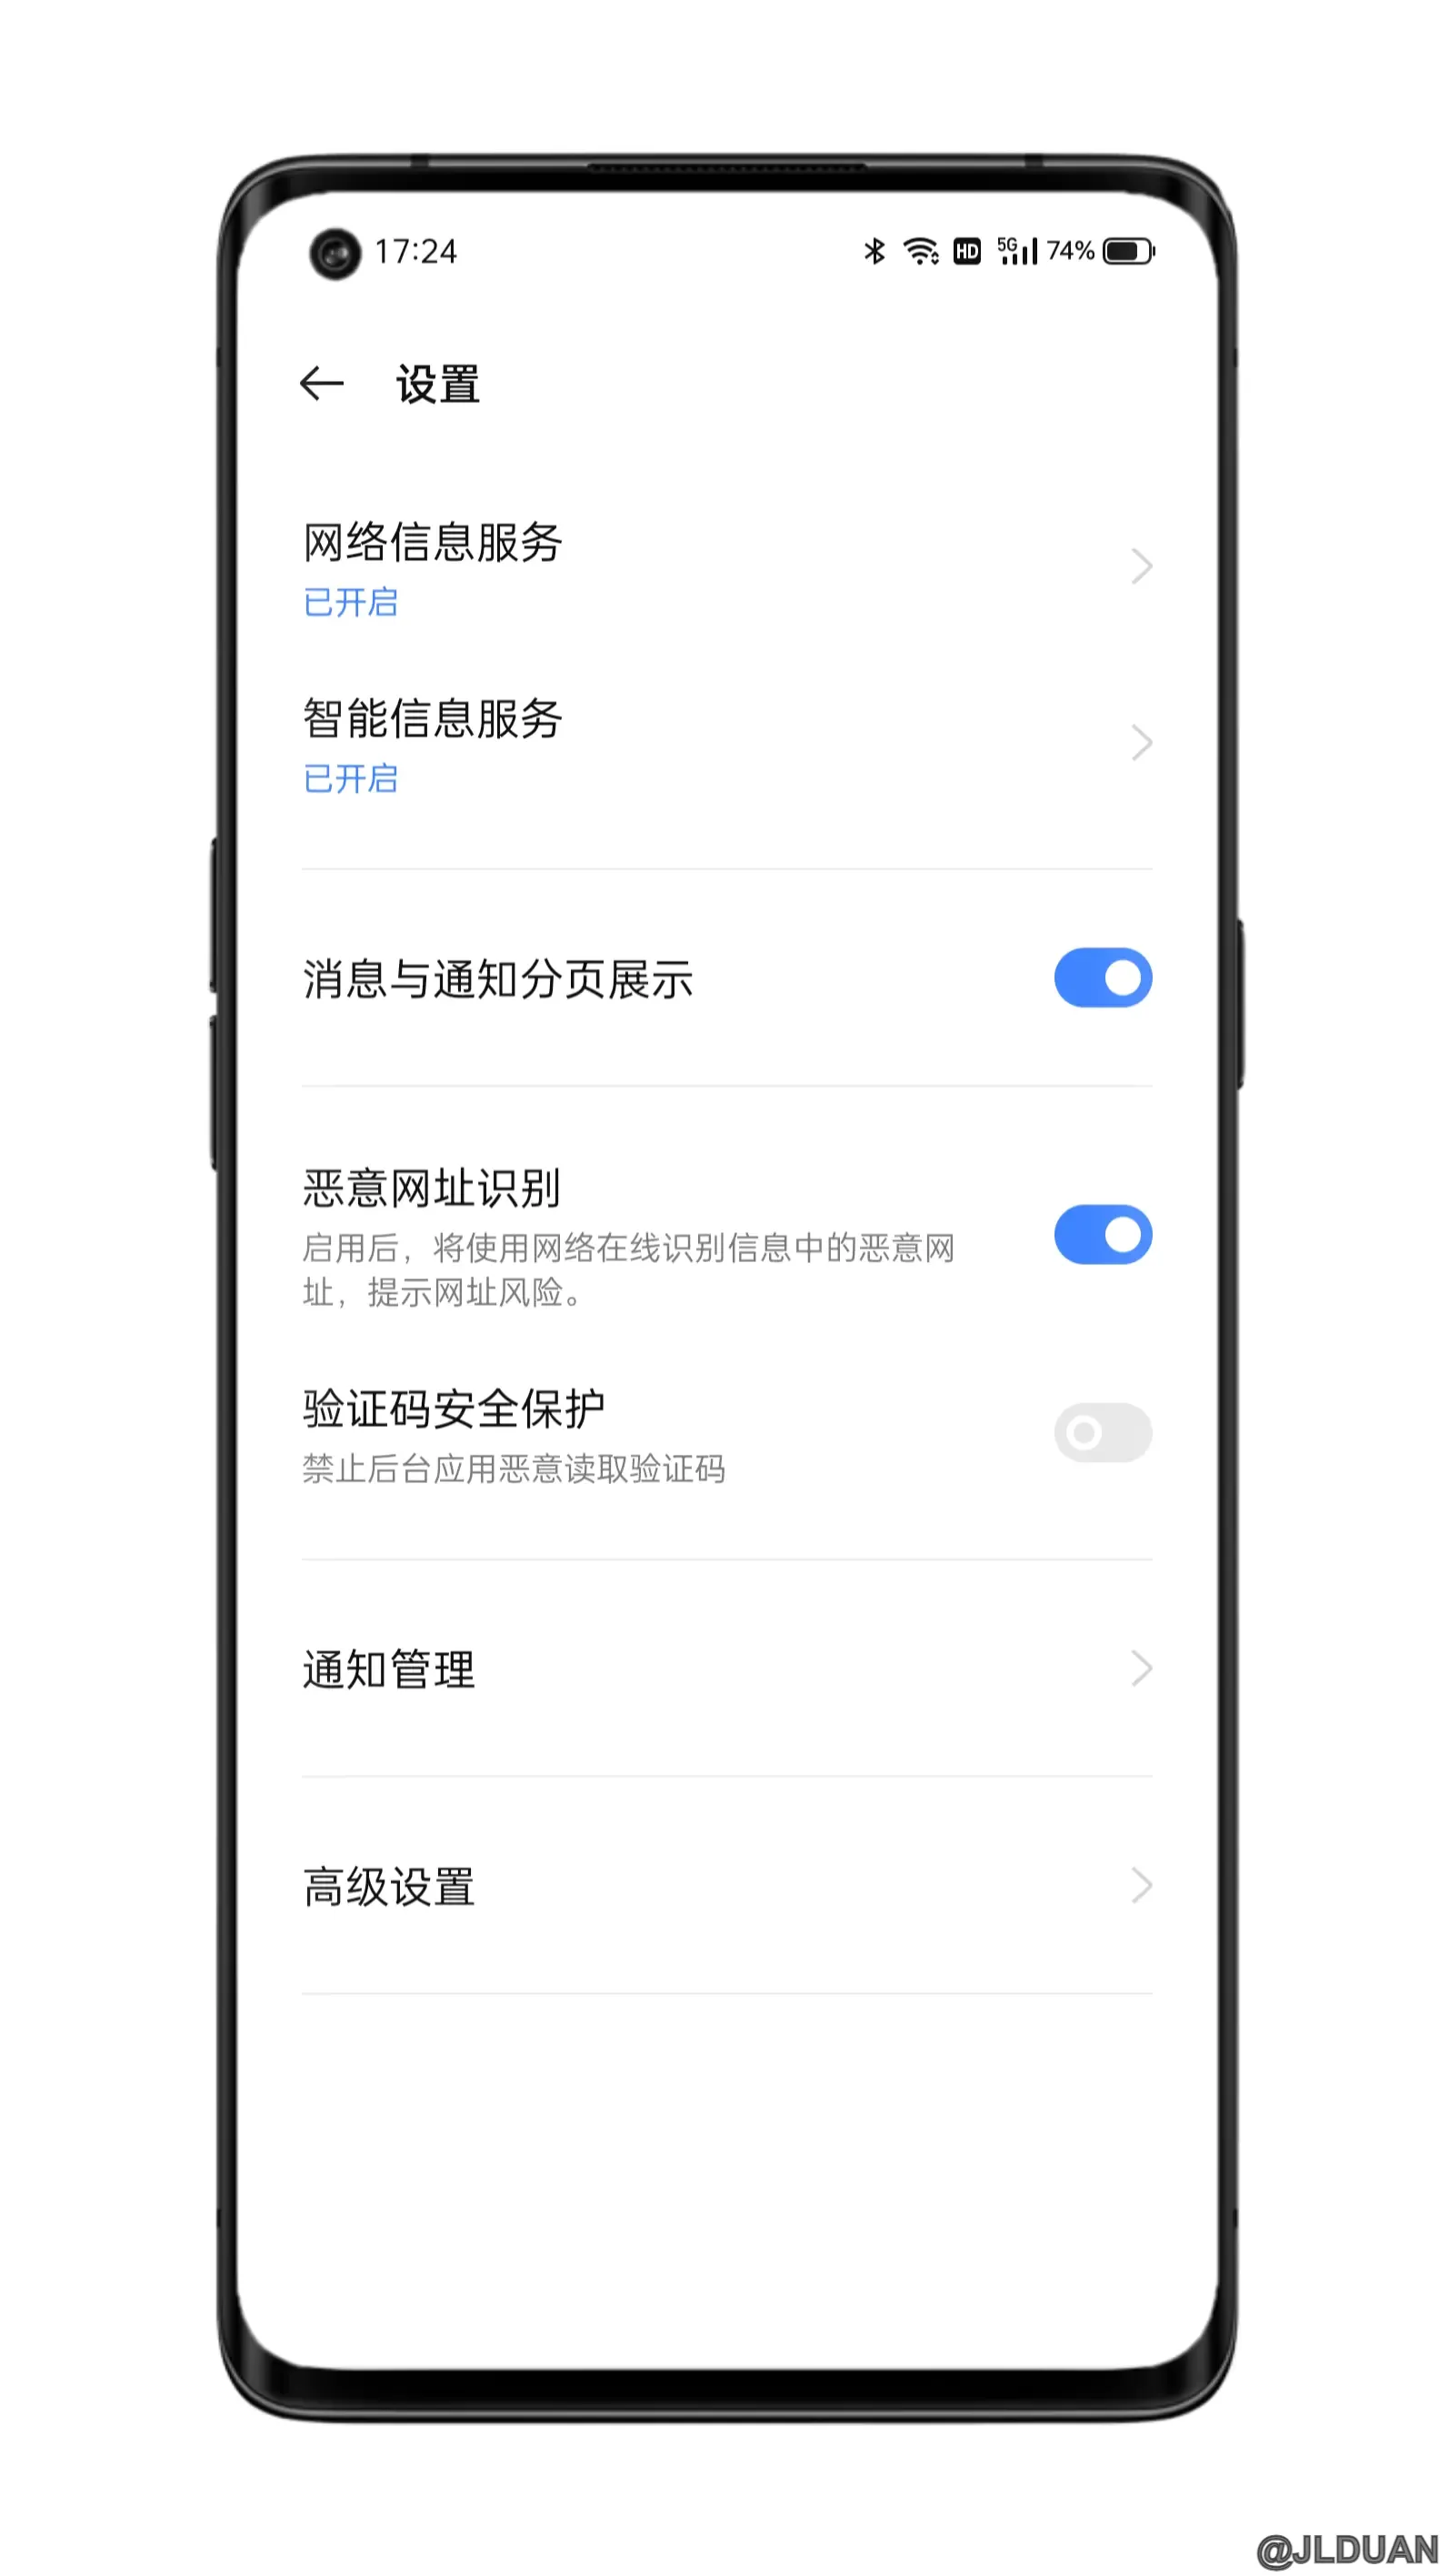 17:24
HD 5G 74%
设置
网络信息服务
已开启
智能信息服务
已开启
消息与通知分页展示
恶意网址识别
启用后，将使用网络在线识别信息中的恶意网
址，提示网址风险。
验证码安全保护
禁止后台应用恶意读取验证码
通知管理
高级设置
@JLDUAN